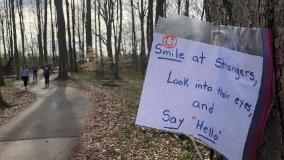 Smile at Strangers,
Look into their eyes,
and
Say "Hello"